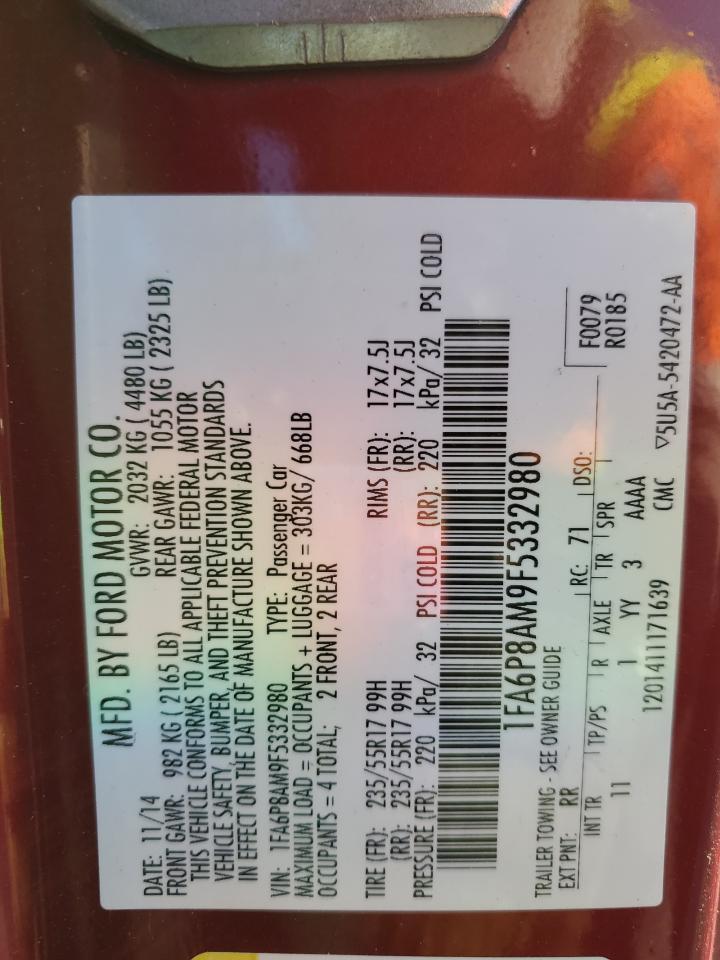 MFD. BY FORD MOTOR CO.
DATE: 11/14 GVWR: 2032 KG ( 4480 LB)
FRONT GAWR: 982 KG ( 2165 LB) REAR GAWR: 1055 KG ( 2325 LB)
THIS VEHICLE CONFORMS TO ALL APPLICABLE FEDERAL MOTOR
VEHICLE SAFETY, BUMPER, AND THEFT PREVENTION STANDARDS
IN EFFECT ON THE DATE OF MANUFACTURE SHOWN ABOVE.
VIN: 1FA6P8AM9F5332980 TYPE: Passenger Car
MAXIMUM LOAD = OCCUPANTS + LUGGAGE = 303KG/ 668LB
OCCUPANTS = 4 TOTAL; 2 FRONT, 2 REAR
TIRE (FR): 235/55R17 99H RIMS (FR): 17x7.5J
(RR): 235/55R17 99H (RR): 17x7.5J
PRESSURE (FR): 220 kPa/ 32 PSI COLD (RR): 220 kPa/ 32 PSI COLD
1FA6P8AM9F5332980
TRAILER TOWING - SEE OWNER GUIDE
EXT PNT: RR RC: 71 DSO: F0079
INT TR TP/PS R AXLE TR SPR R0185
11 1 YY 3 AAAA
1201411171639 CMC ▽5U5A-5420472-AA